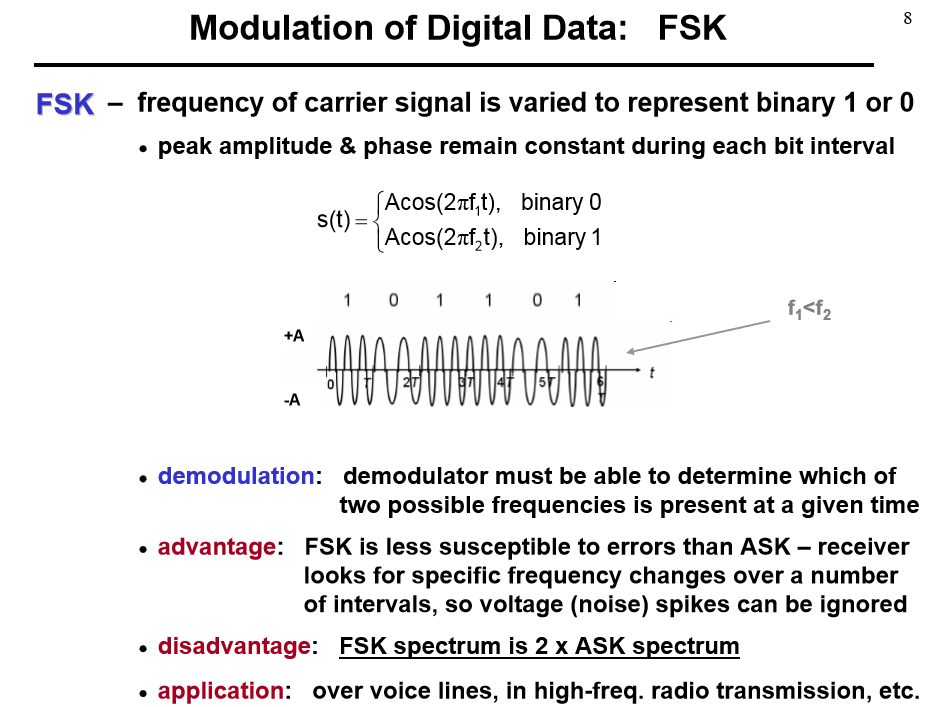 Modulation of Digital Data: FSK
8
FSK – frequency of carrier signal is varied to represent binary 1 or 0
• peak amplitude & phase remain constant during each bit interval
s(t) = { Acos(2πf₁t), binary 0
Acos(2πf₂t), binary 1
1 0 1 1 0 1
f₁<f₂
+A
0 T 2T 3T 4T 5T 6T t
-A
• demodulation: demodulator must be able to determine which of
two possible frequencies is present at a given time
• advantage: FSK is less susceptible to errors than ASK – receiver
looks for specific frequency changes over a number
of intervals, so voltage (noise) spikes can be ignored
• disadvantage: FSK spectrum is 2 x ASK spectrum
• application: over voice lines, in high-freq. radio transmission, etc.